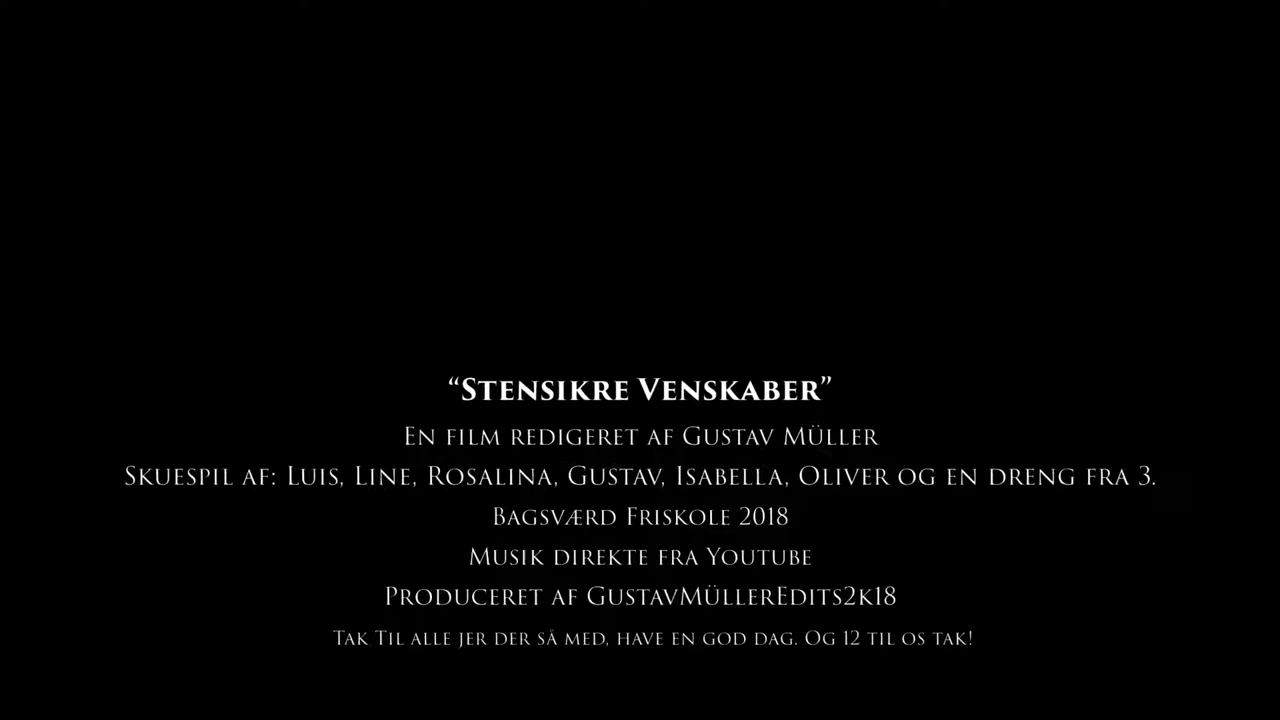 “Stensikre Venskaber”
En film redigeret af Gustav Müller
Skuespil af: Luis, Line, Rosalina, Gustav, Isabella, Oliver og en dreng fra 3.
Bagsværd Friskole 2018
Musik direkte fra Youtube
Produceret af GustavMüllerEdits2k18
Tak Til alle jer der så med, have en god dag. Og 12 til os tak!